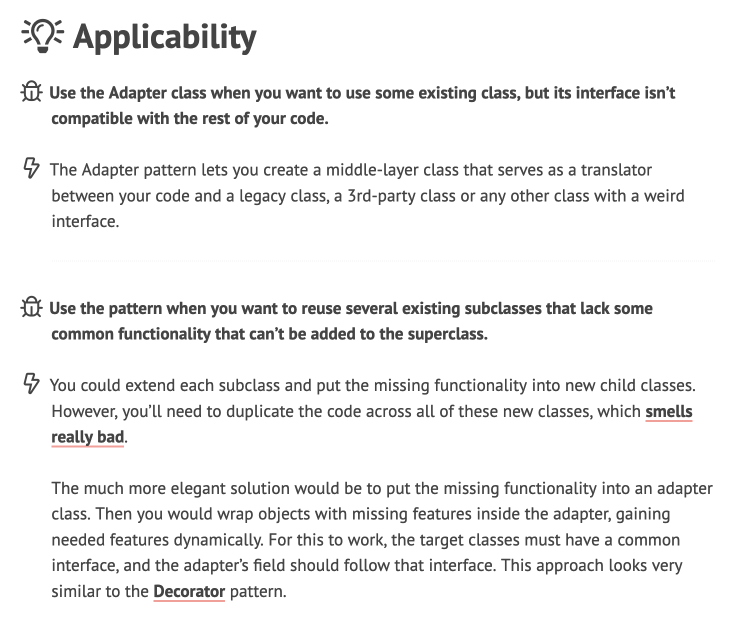 Applicability
Use the Adapter class when you want to use some existing class, but its interface isn’t
compatible with the rest of your code.
The Adapter pattern lets you create a middle-layer class that serves as a translator
between your code and a legacy class, a 3rd-party class or any other class with a weird
interface.
Use the pattern when you want to reuse several existing subclasses that lack some
common functionality that can’t be added to the superclass.
You could extend each subclass and put the missing functionality into new child classes.
However, you’ll need to duplicate the code across all of these new classes, which smells
really bad.
The much more elegant solution would be to put the missing functionality into an adapter
class. Then you would wrap objects with missing features inside the adapter, gaining
needed features dynamically. For this to work, the target classes must have a common
interface, and the adapter’s field should follow that interface. This approach looks very
similar to the Decorator pattern.